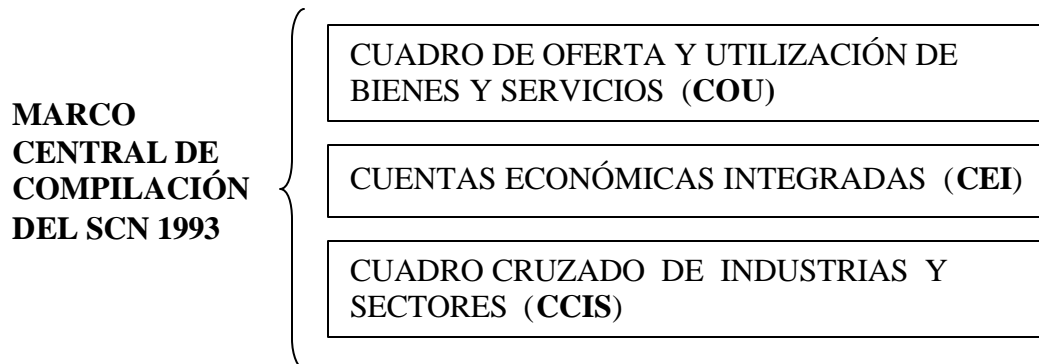 MARCO
CENTRAL DE
COMPILACIÓN
DEL SCN 1993
CUADRO DE OFERTA Y UTILIZACIÓN DE
BIENES Y SERVICIOS (COU)
CUENTAS ECONÓMICAS INTEGRADAS (CEI)
CUADRO CRUZADO DE INDUSTRIAS Y
SECTORES (CCIS)